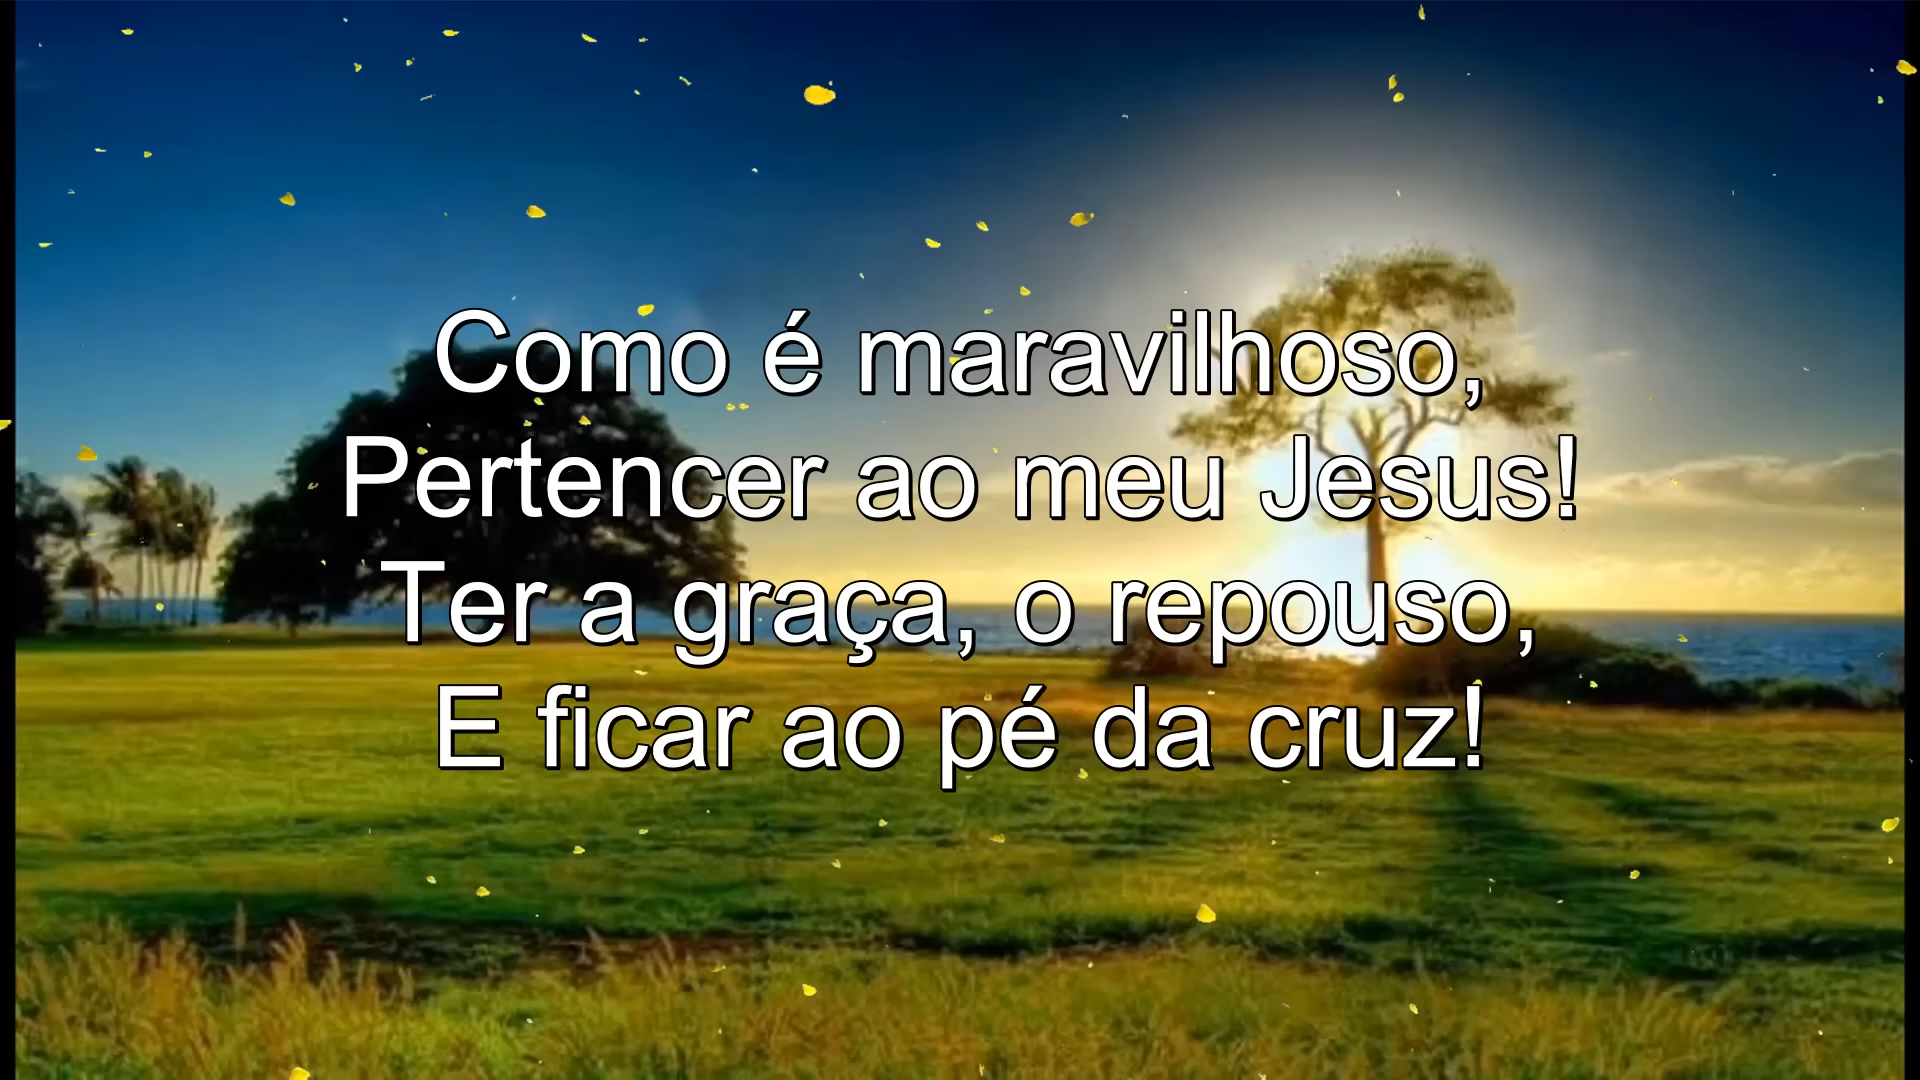 Como é maravilhoso,
Pertencer ao meu Jesus!
Ter a graça, o repouso,
E ficar ao pé da cruz!